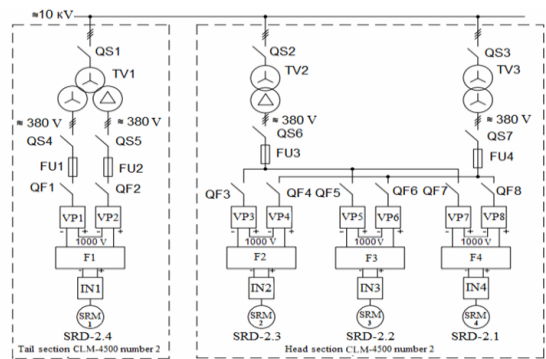 ≈10 кV
QS1 QS2 QS3
TV1 TV2 TV3
≈ 380 V ≈ 380 V ≈ 380 V ≈ 380 V
QS4 QS5 QS6 QS7
FU1 FU2 FU3 FU4
QF1 QF2 QF3 QF4 QF5 QF6 QF7 QF8
VP1 VP2 VP3 VP4 VP5 VP6 VP7 VP8
- + - + - + - +
1000 V 1000 V 1000 V 1000 V
F1 F2 F3 F4
IN1 IN2 IN3 IN4
SRM 1 SRM 2 SRM 3 SRM 4
SRD-2.4 SRD-2.3 SRD-2.2 SRD-2.1
Tail section CLM-4500 number 2 Head section CLM-4500 number 2